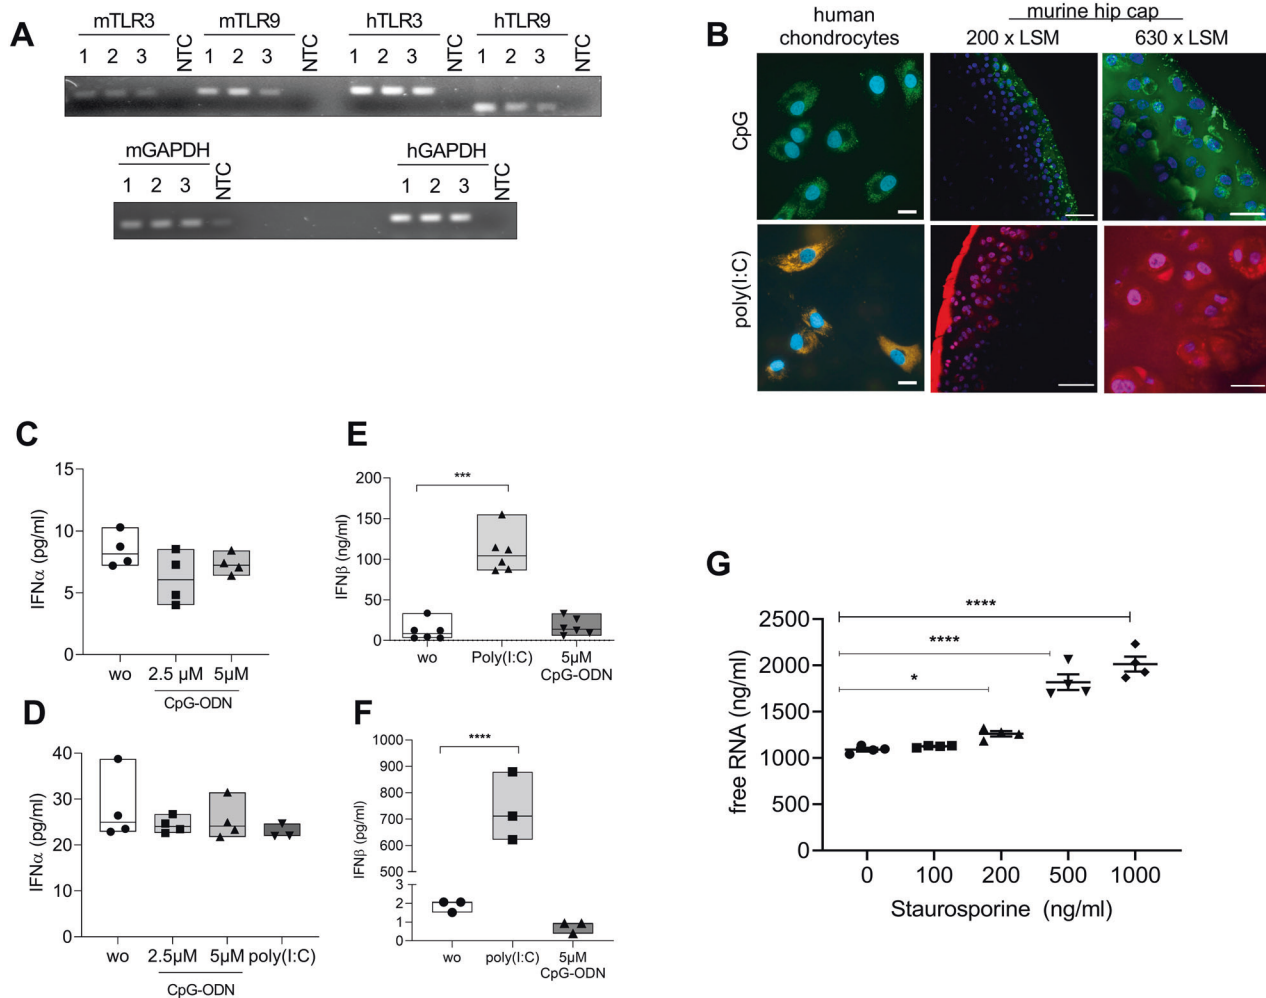 A
mTLR3 mTLR9 hTLR3 hTLR9
1 2 3 NTC 1 2 3 NTC 1 2 3 NTC 1 2 3 NTC
mGAPDH hGAPDH
1 2 3 NTC 1 2 3 NTC
B
human chondrocytes
murine hip cap
200 x LSM 630 x LSM
CpG
poly(I:C)
C
IFNα (pg/ml)
15
10
5
0
wo 2.5 µM 5µM
CpG-ODN
E
IFNβ (ng/ml)
200
150
100
50
0
***
wo Poly(I:C) 5µM
CpG-ODN
D
IFNα (pg/ml)
40
30
20
10
0
wo 2.5µM 5µM poly(I:C)
CpG-ODN
F
IFNβ (pg/ml)
1000
900
800
700
600
500
3
2
1
0
****
wo poly(I:C) 5µM
CpG-ODN
G
free RNA (ng/ml)
2500
2000
1500
1000
500
0
****
****
*
0 100 200 500 1000
Staurosporine (ng/ml)